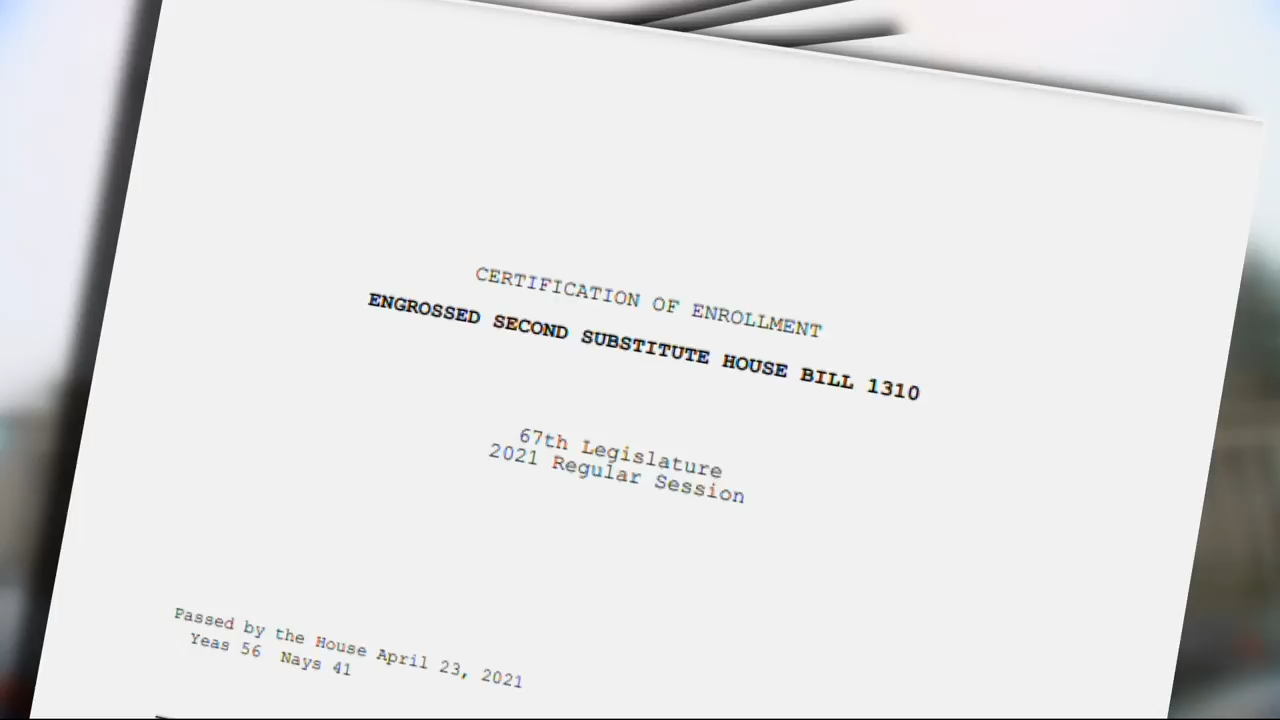 CERTIFICATION OF ENROLLMENT
ENGROSSED SECOND SUBSTITUTE HOUSE BILL 1310
67th Legislature
2021 Regular Session
Passed by the House April 23, 2021
Yeas 56 Nays 41